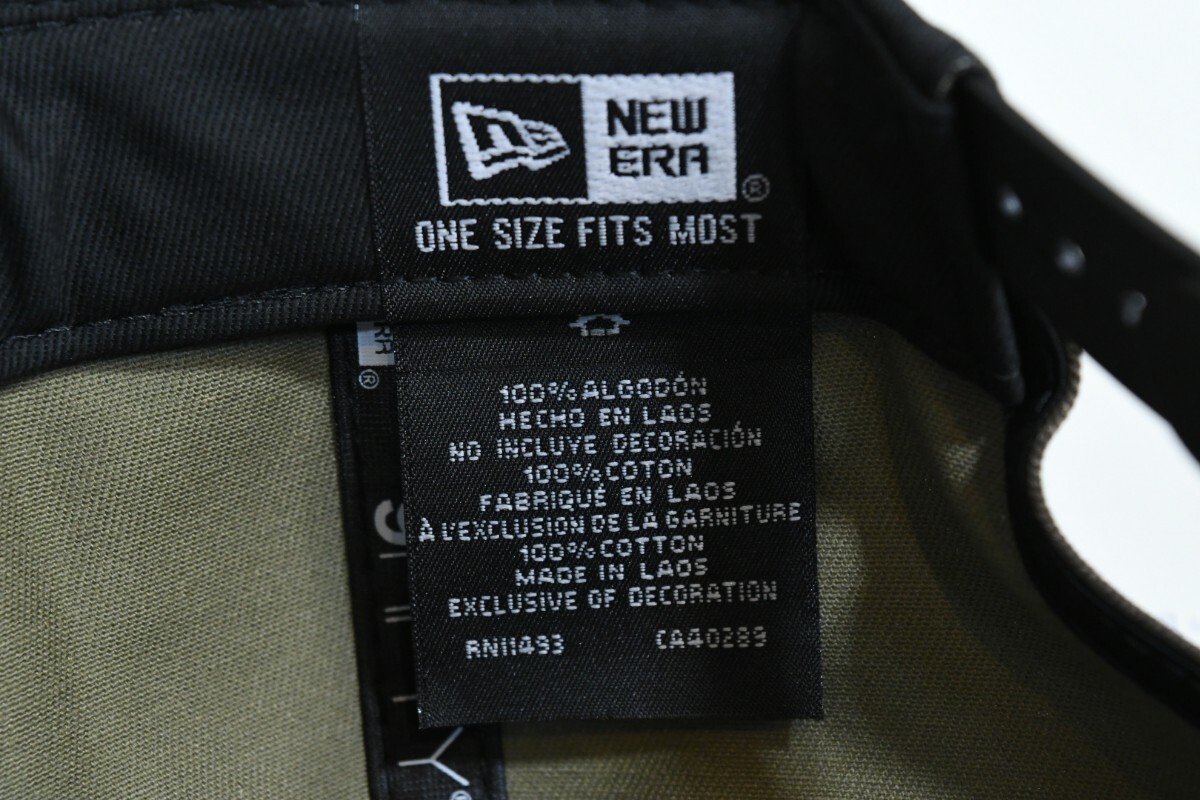 NEW
ERA
®
ONE SIZE FITS MOST
®
100% ALGODÓN
HECHO EN LAOS
NO INCLUYE DECORACIÓN
100% COTON
FABRIQUÉ EN LAOS
À L'EXCLUSION DE LA GARNITURE
100% COTTON
MADE IN LAOS
EXCLUSIVE OF DECORATION
RN11493 CA40289